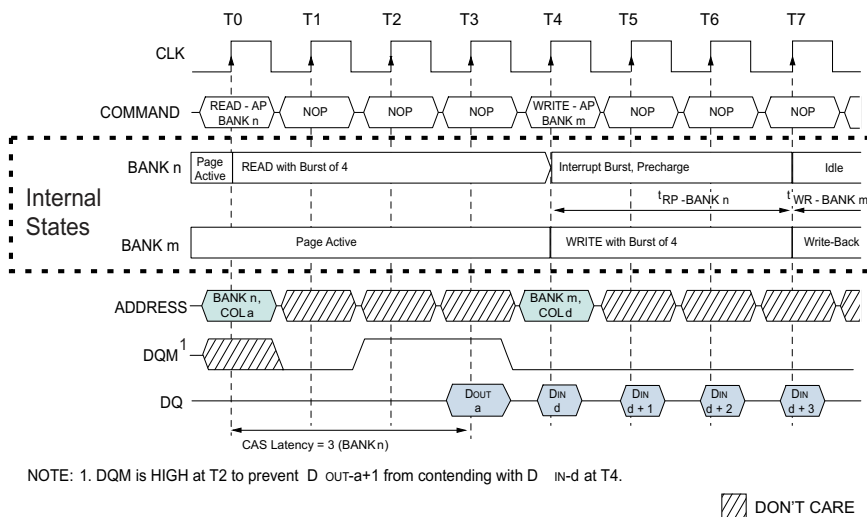 T0 T1 T2 T3 T4 T5 T6 T7
CLK
COMMAND
READ - AP BANK n
NOP
NOP
NOP
WRITE - AP BANK m
NOP
NOP
NOP
Internal States
BANK n
Page Active
READ with Burst of 4
Interrupt Burst, Precharge
Idle
tRP -BANK n
tWR - BANK m
BANK m
Page Active
WRITE with Burst of 4
Write-Back
ADDRESS
BANK n, COL a
BANK m, COL d
DQM1
DQ
DOUT a
DIN d
DIN d + 1
DIN d + 2
DIN d + 3
CAS Latency = 3 (BANK n)
NOTE: 1. DQM is HIGH at T2 to prevent D OUT-a+1 from contending with D IN-d at T4.
DON'T CARE